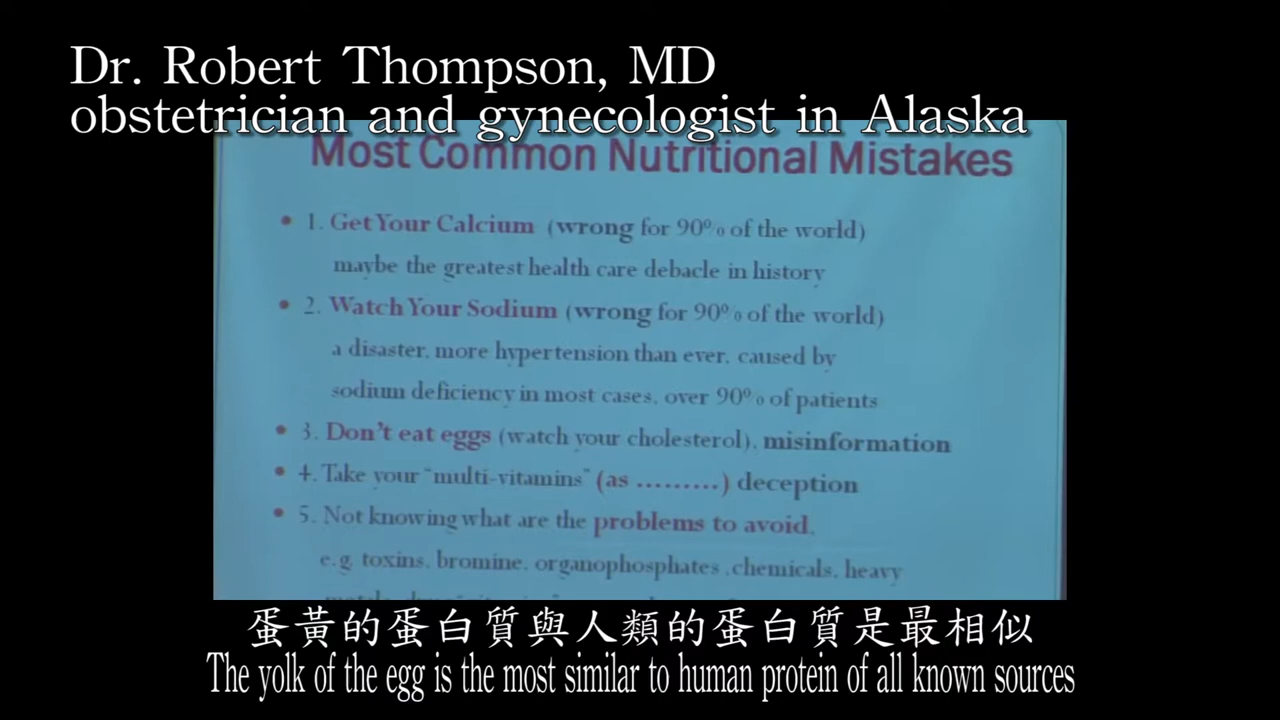 Dr. Robert Thompson, MD
obstetrician and gynecologist in Alaska
Most Common Nutritional Mistakes
• 1. Get Your Calcium (wrong for 90% of the world)
maybe the greatest health care debacle in history
• 2. Watch Your Sodium (wrong for 90% of the world)
a disaster, more hypertension than ever, caused by
sodium deficiency in most cases, over 90% of patients
• 3. Don't eat eggs (watch your cholesterol), misinformation
• 4. Take your "multi-vitamins" (as .........) deception
• 5. Not knowing what are the problems to avoid,
e.g. toxins, bromine, organophosphates ,chemicals, heavy
蛋黃的蛋白質與人類的蛋白質是最相似
The yolk of the egg is the most similar to human protein of all known sources